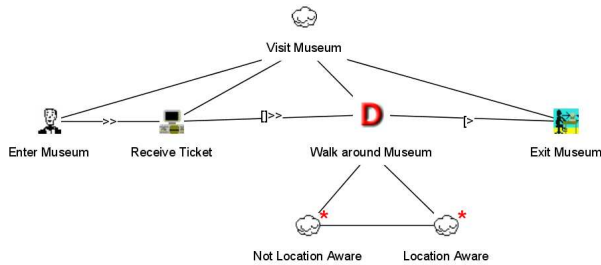 Visit Museum
>> []>> D [>
Enter Museum Receive Ticket Walk around Museum Exit Museum
* *
Not Location Aware Location Aware